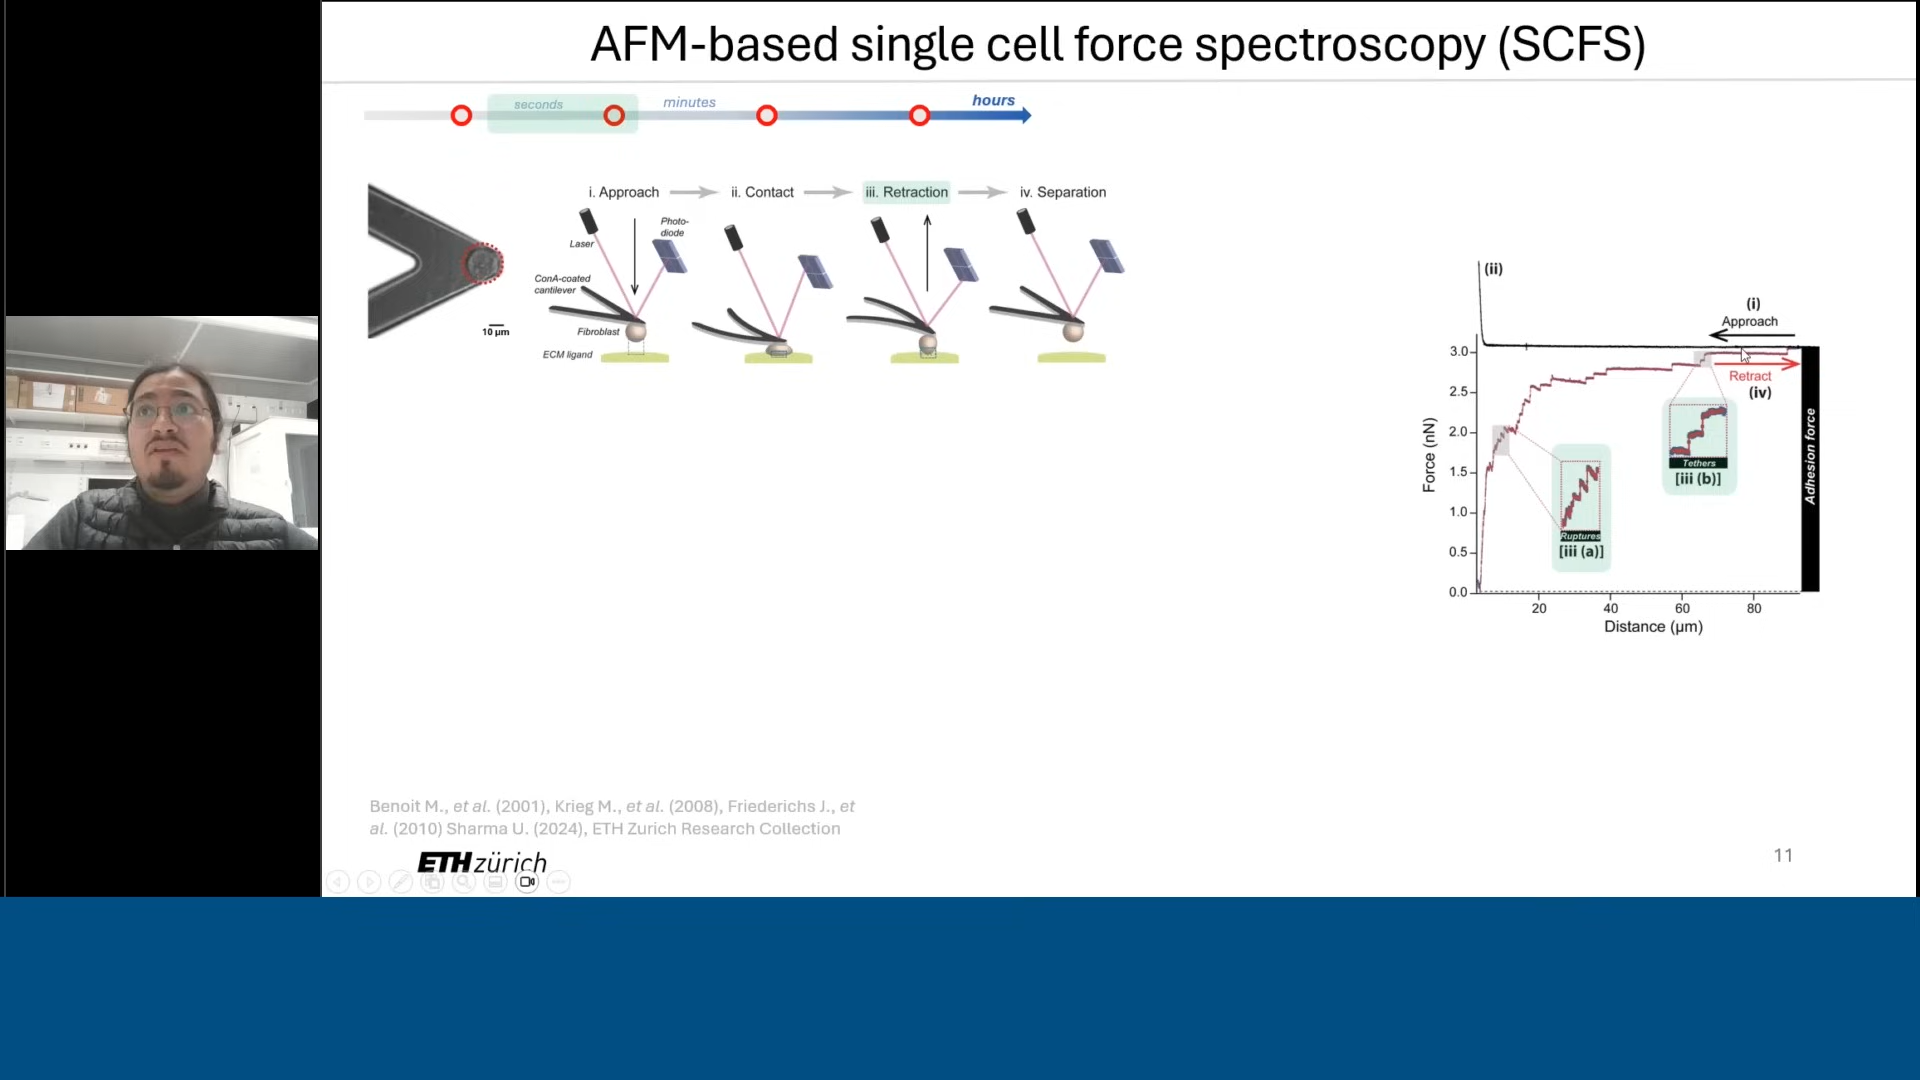 AFM-based single cell force spectroscopy (SCFS)
seconds
minutes
hours
i. Approach
ii. Contact
iii. Retraction
iv. Separation
Photo-
diode
Laser
ConA-coated
cantilever
Fibroblast
ECM ligand
10 µm
(ii)
(i)
Approach
Retract
(iv)
3.0
2.5
2.0
1.5
1.0
0.5
0.0
Force (nN)
Tethers
[iii (b)]
Ruptures
[iii (a)]
Adhesion force
20
40
60
80
Distance (µm)
Benoit M., et al. (2001), Krieg M., et al. (2008), Friederichs J., et
al. (2010) Sharma U. (2024), ETH Zurich Research Collection
ETH zürich
11